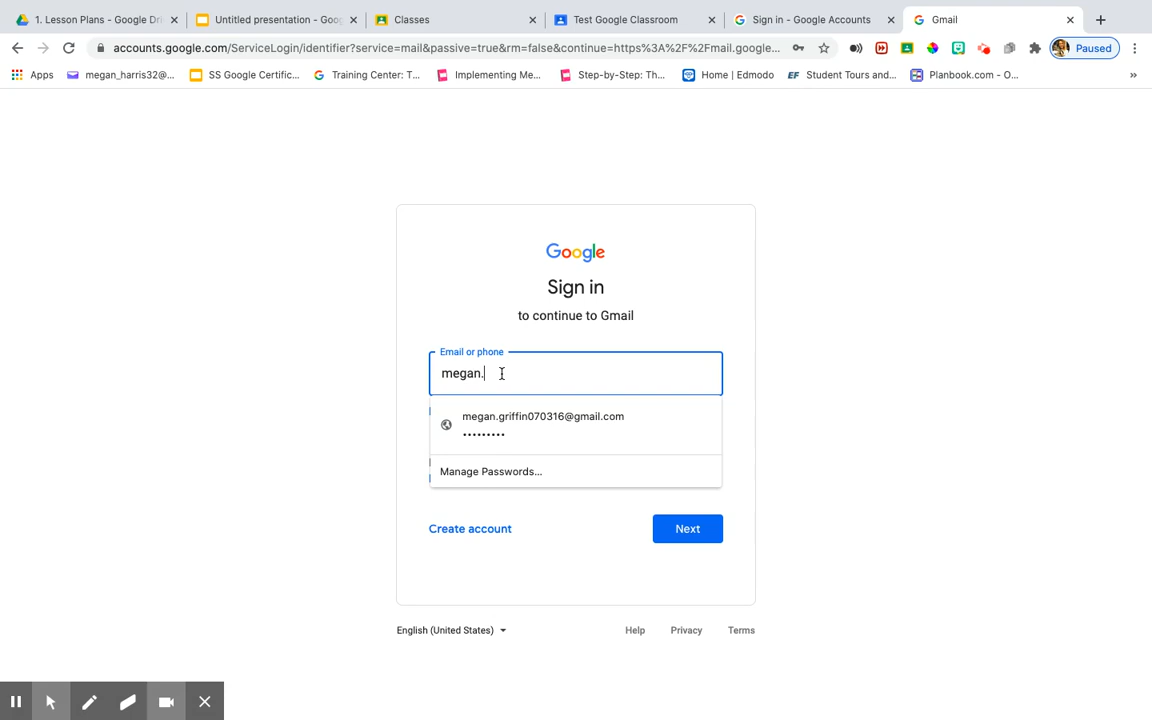 1. Lesson Plans - Google Dri
Untitled presentation - Goog
Classes
Test Google Classroom
Sign in - Google Accounts
Gmail
accounts.google.com/ServiceLogin/identifier?service=mail&passive=true&rm=false&continue=https%3A%2F%2Fmail.google...
Paused
Apps
megan_harris32@...
SS Google Certific...
Training Center: T...
Implementing Me...
Step-by-Step: Th...
Home | Edmodo
EF Student Tours and...
Planbook.com - O...
»
Google
Sign in
to continue to Gmail
Email or phone
megan.
megan.griffin070316@gmail.com
•••••••••
Manage Passwords...
Create account
Next
English (United States)
Help
Privacy
Terms